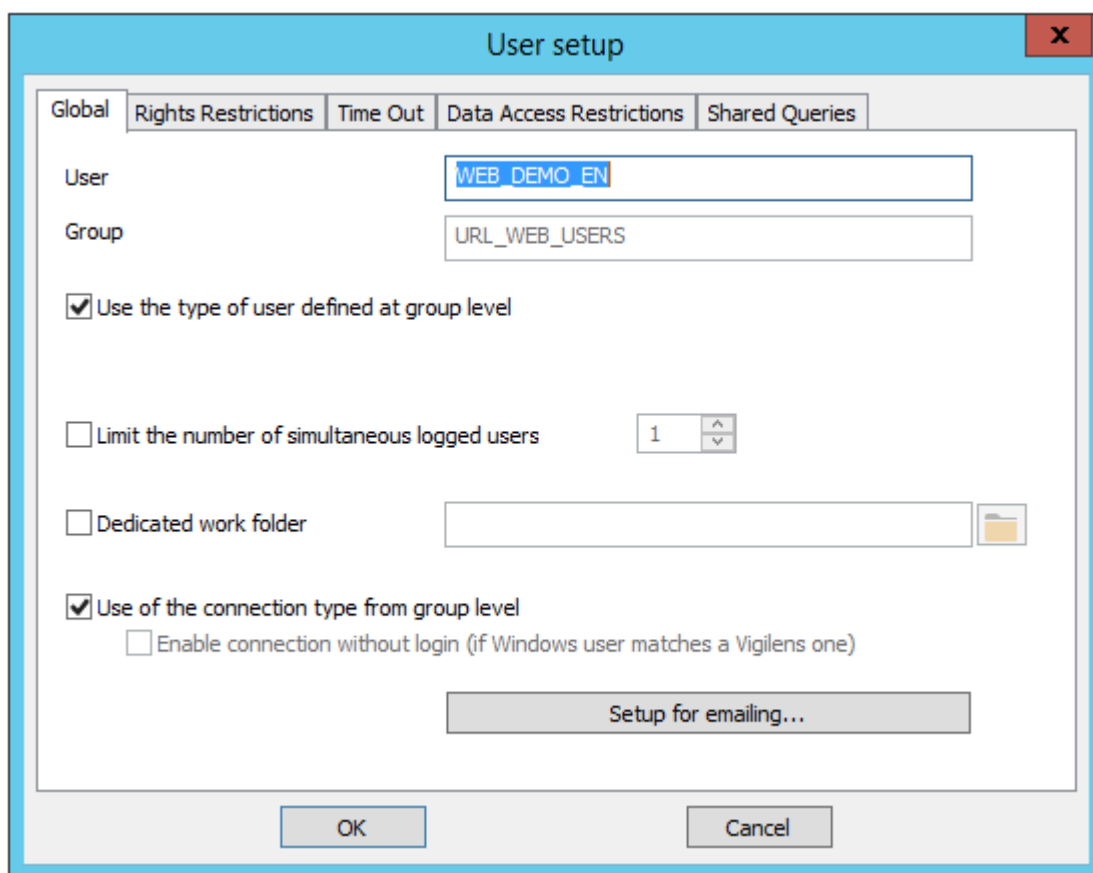 User setup
x
Global Rights Restrictions Time Out Data Access Restrictions Shared Queries
User WEB_DEMO_EN
Group URL_WEB_USERS
Use the type of user defined at group level
Limit the number of simultaneous logged users 1
Dedicated work folder
Use of the connection type from group level
Enable connection without login (if Windows user matches a Vigilens one)
Setup for emailing...
OK Cancel